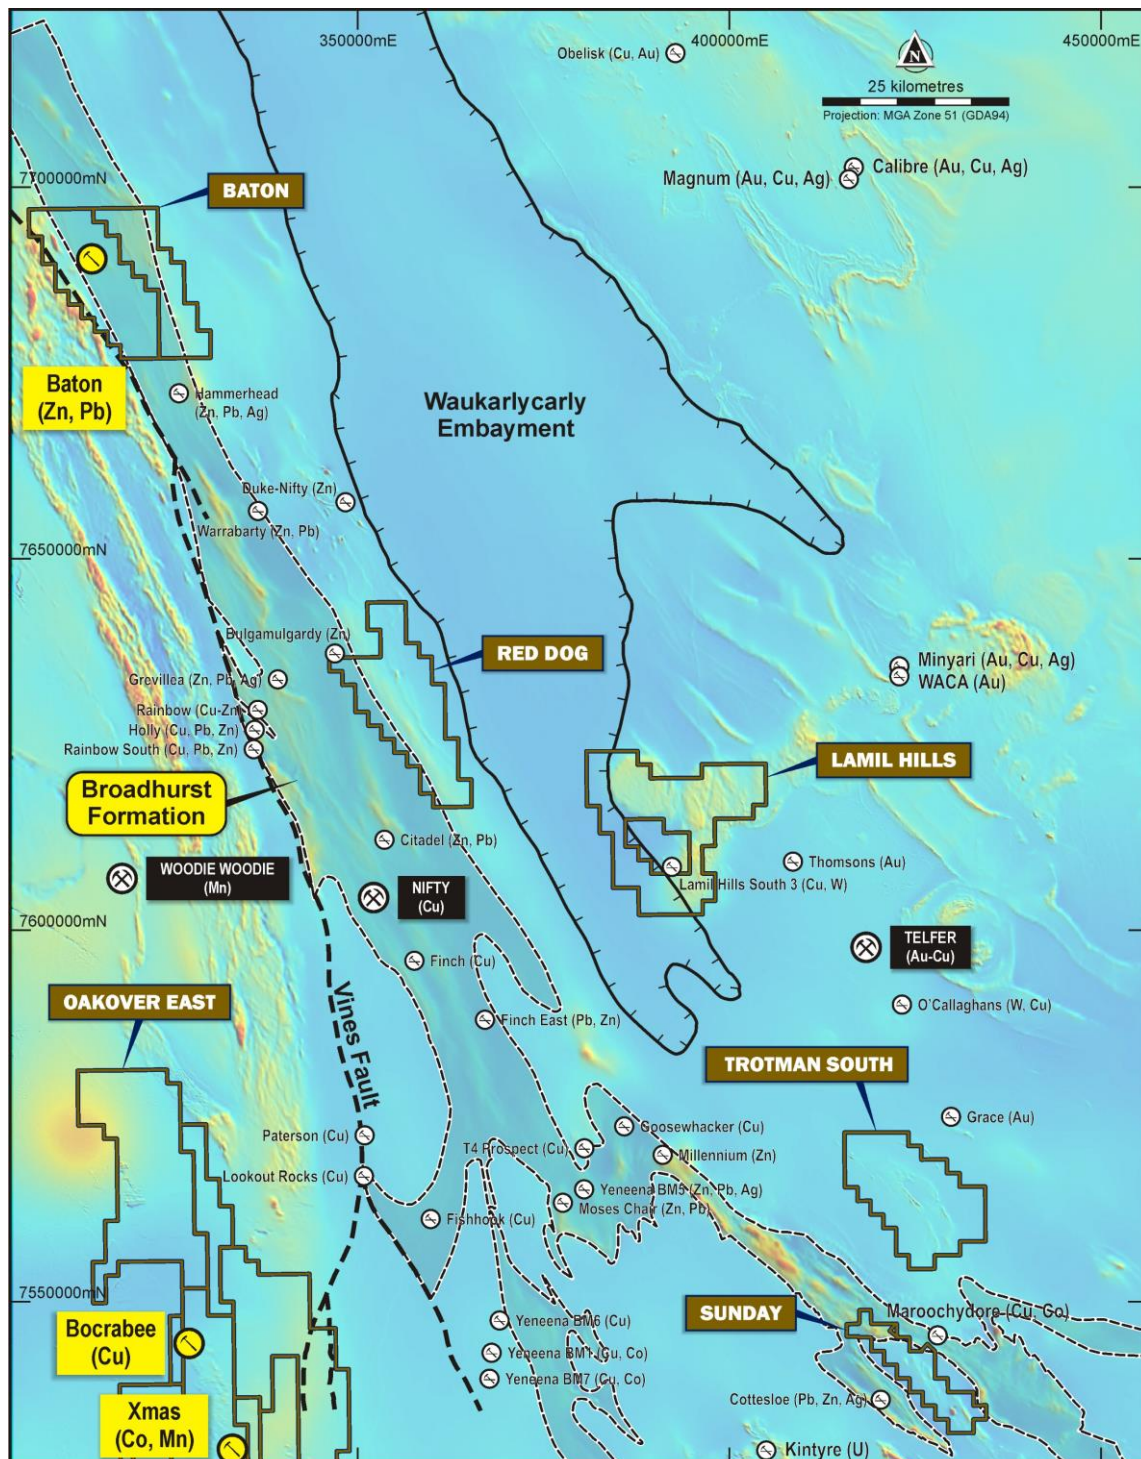 350000mE
400000mE
450000mE
Obelisk (Cu, Au)
N
25 kilometres
Projection: MGA Zone 51 (GDA94)
7700000mN
BATON
Magnum (Au, Cu, Ag)
Calibre (Au, Cu, Ag)
Baton
(Zn, Pb)
Hammerhead
(Zn, Pb, Ag)
Waukarlycarly
Embayment
Duke-Nifty (Zn)
Warrabarty (Zn, Pb)
7650000mN
Bulgamulgardy (Zn)
RED DOG
Minyari (Au, Cu, Ag)
WACA (Au)
Grevillea (Zn, Pb, Ag)
Rainbow (Cu-Zn)
Holly (Cu, Pb, Zn)
Rainbow South (Cu, Pb, Zn)
LAMIL HILLS
Broadhurst
Formation
Citadel (Zn, Pb)
Thomsons (Au)
Lamil Hills South 3 (Cu, W)
WOODIE WOODIE
(Mn)
NIFTY
(Cu)
7600000mN
TELFER
(Au-Cu)
Finch (Cu)
OAKOVER EAST
Vines Fault
Finch East (Pb, Zn)
O'Callaghans (W, Cu)
TROTMAN SOUTH
Grace (Au)
Paterson (Cu)
Goosewhacker (Cu)
T4 Prospect (Cu)
Millennium (Zn)
Lookout Rocks (Cu)
Yeneena BM5 (Zn, Pb, Ag)
Moses Chair (Zn, Pb)
Fishhook (Cu)
7550000mN
SUNDAY
Maroochydore (Cu, Co)
Bocrabee
(Cu)
Yeneena BM6 (Cu)
Yeneena BM1 (Cu, Co)
Yeneena BM7 (Cu, Co)
Xmas
(Co, Mn)
Cottesloe (Pb, Zn, Ag)
Kintyre (U)